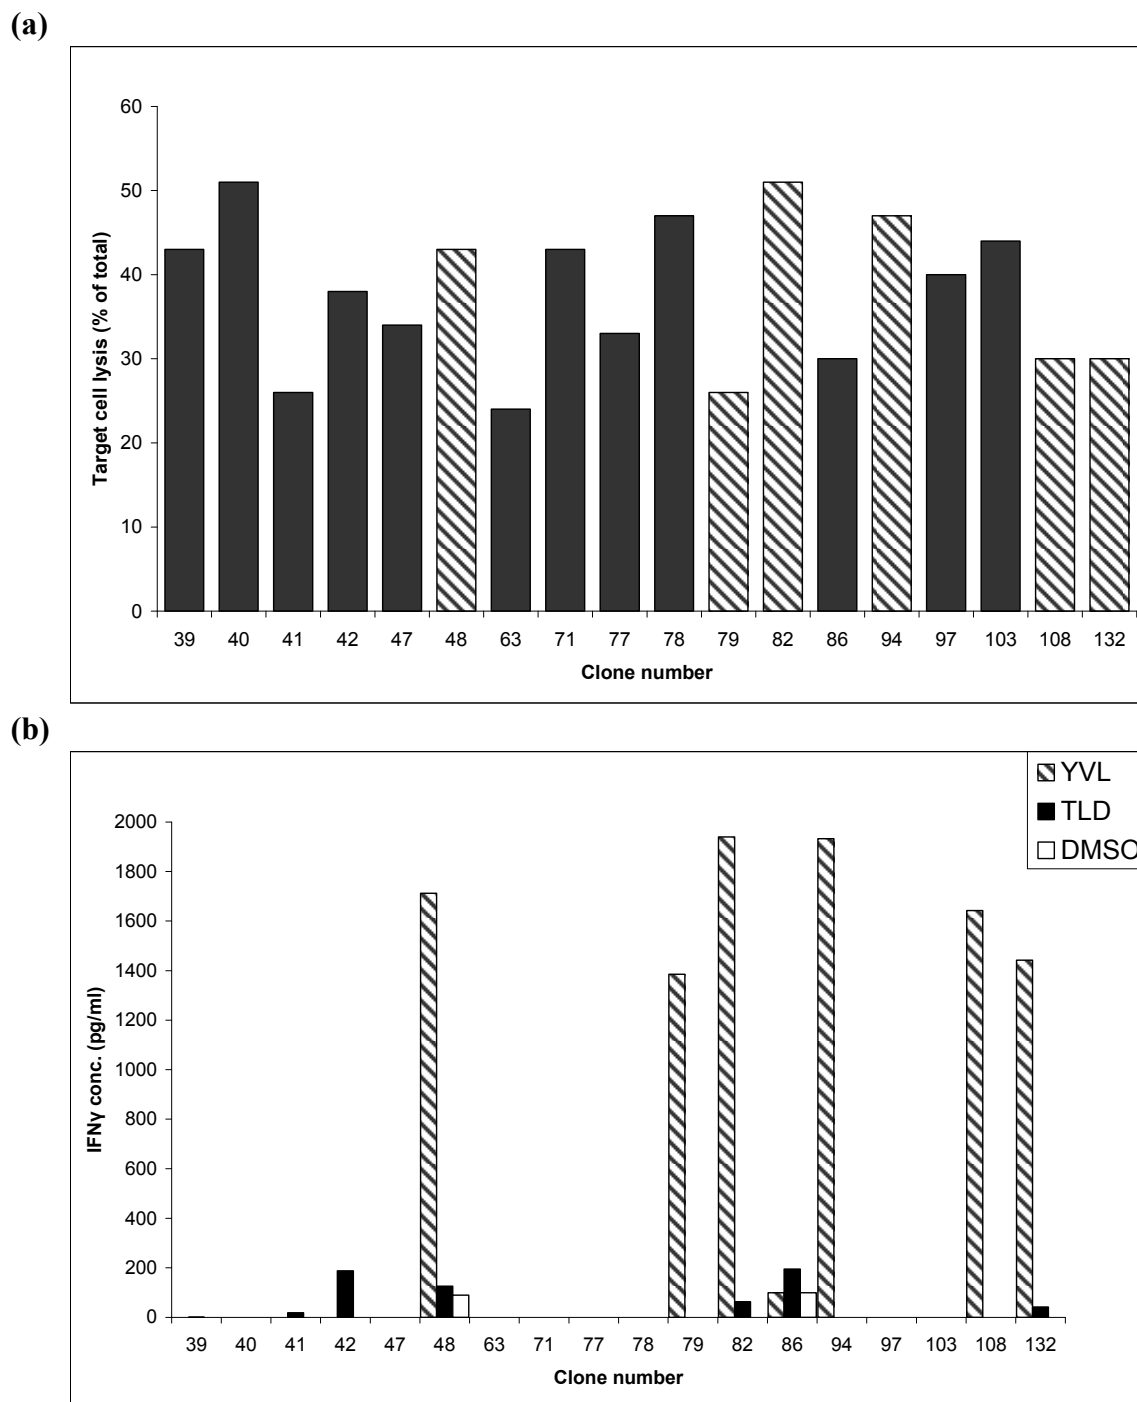 (a)
60
50
40
30
20
10
0
Target cell lysis (% of total)
39 40 41 42 47 48 63 71 77 78 79 82 86 94 97 103 108 132
Clone number
(b)
YVL
TLD
DMSO
2000
1800
1600
1400
1200
1000
800
600
400
200
0
IFNγ conc. (pg/ml)
39 40 41 42 47 48 63 71 77 78 79 82 86 94 97 103 108 132
Clone number